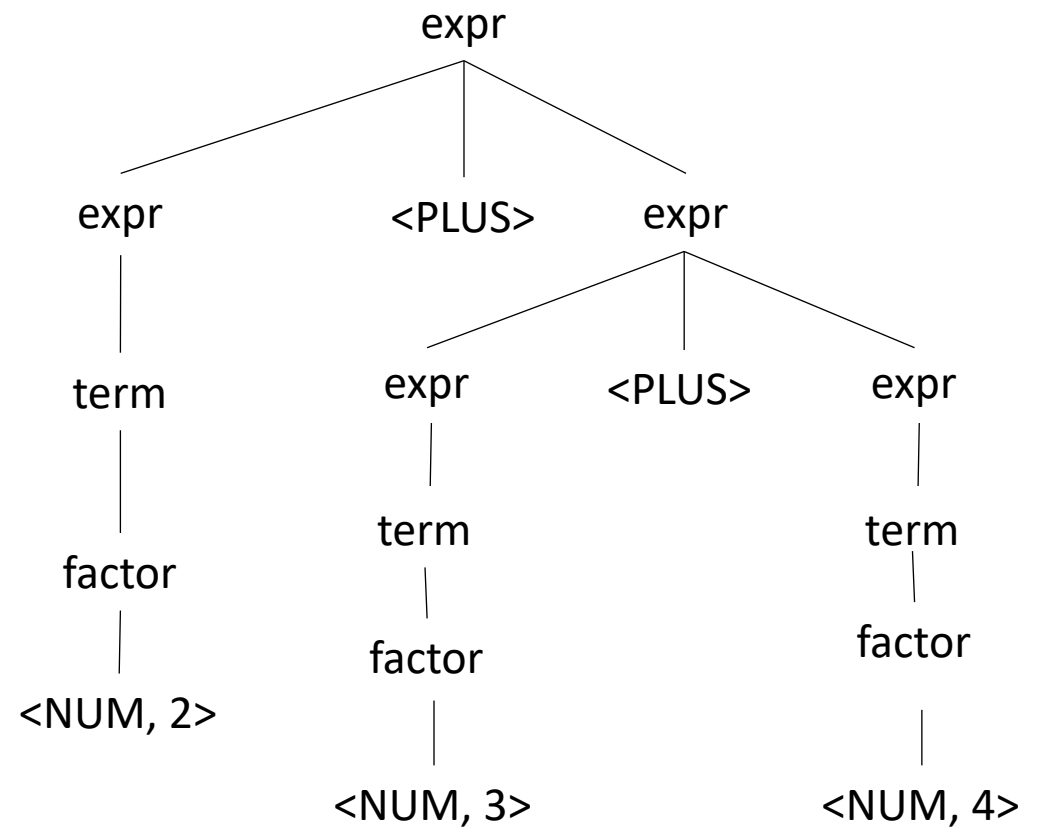 expr
expr <PLUS> expr
term expr <PLUS> expr
factor term term
<NUM, 2> factor factor
<NUM, 3> <NUM, 4>